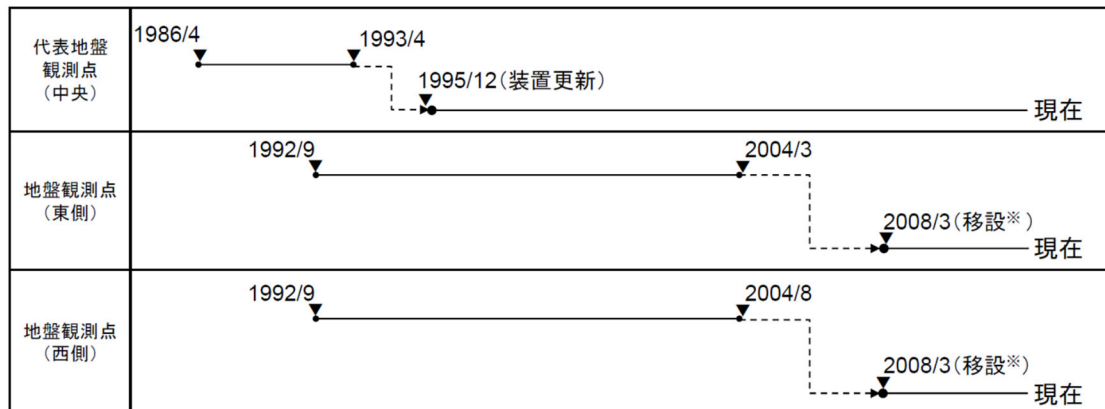 代表地盤
観測点
（中央）
1986/4
1993/4
1995/12（装置更新）
現在
地盤観測点
（東側）
1992/9
2004/3
2008/3（移設※）
現在
地盤観測点
（西側）
1992/9
2004/8
2008/3（移設※）
現在